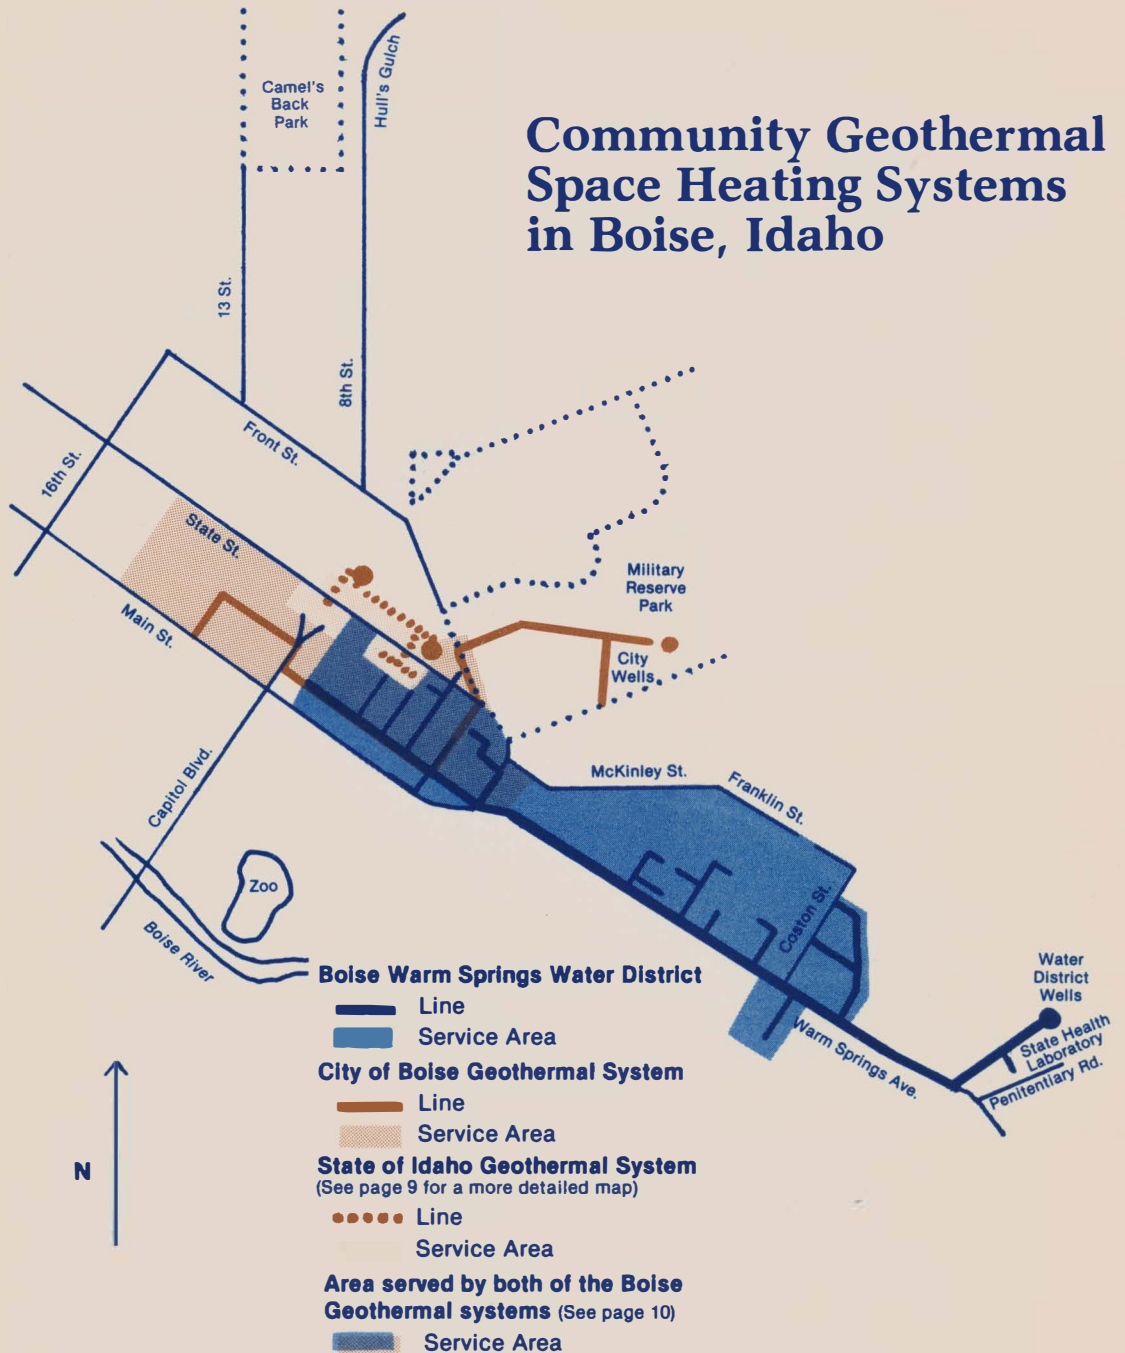 Camel's
Back
Park
Hull's Gulch
Community Geothermal
Space Heating Systems
in Boise, Idaho
13 St.
8th St.
Front St.
16th St.
State St.
Main St.
Military
Reserve
Park
City
Wells
McKinley St.
Franklin St.
Capitol Blvd.
Zoo
Boise River
Coston St.
Warm Springs Ave.
Water
District
Wells
State Health
Laboratory
Penitentiary Rd.
Boise Warm Springs Water District
Line
Service Area
City of Boise Geothermal System
Line
Service Area
State of Idaho Geothermal System
(See page 9 for a more detailed map)
Line
Service Area
Area served by both of the Boise
Geothermal systems (See page 10)
Service Area
N